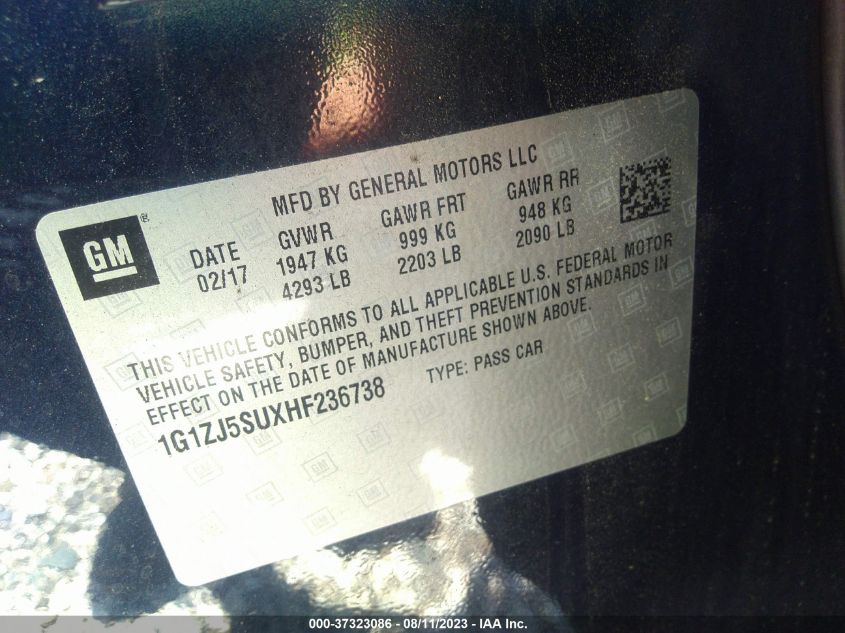 MFD BY GENERAL MOTORS LLC
GM®
DATE GVWR GAWR FRT GAWR RR
02/17 1947 KG 999 KG 948 KG
4293 LB 2203 LB 2090 LB
THIS VEHICLE CONFORMS TO ALL APPLICABLE U.S. FEDERAL MOTOR
VEHICLE SAFETY, BUMPER, AND THEFT PREVENTION STANDARDS IN
EFFECT ON THE DATE OF MANUFACTURE SHOWN ABOVE.
1G1ZJ5SUXHF236738 TYPE: PASS CAR
000-37323086 - 08/11/2023 - IAA Inc.